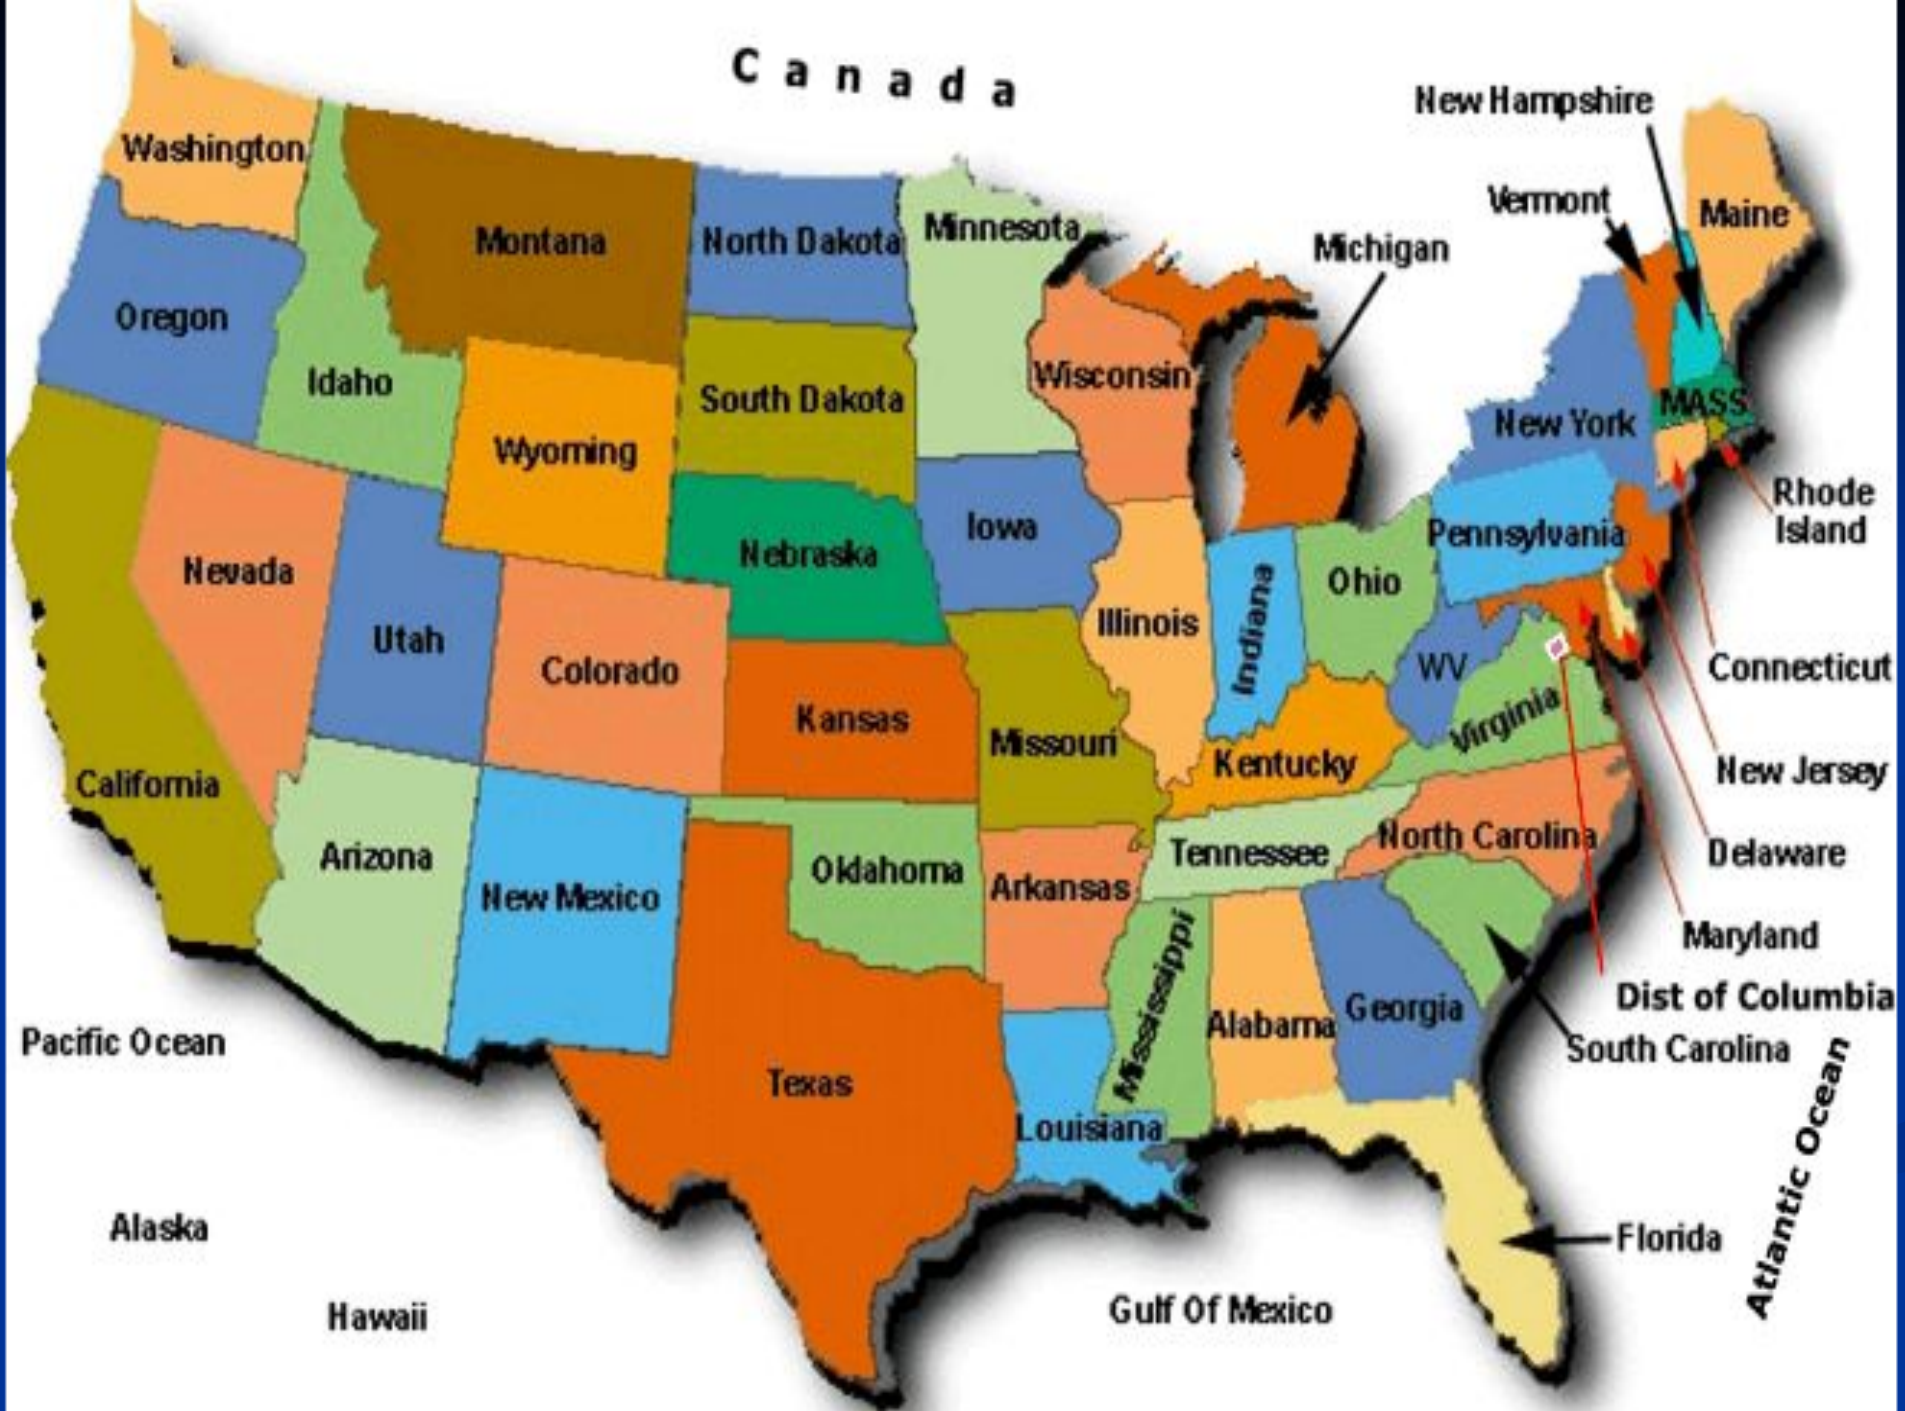 Canada
New Hampshire
Washington
Vermont
Maine
Montana
North Dakota
Minnesota
Michigan
Oregon
Idaho
South Dakota
Wisconsin
MASS
New York
Wyoming
Rhode
Island
Iowa
Pennsylvania
Nebraska
Nevada
Ohio
Illinois
Indiana
Utah
Colorado
WV
Connecticut
Kansas
Virginia
Missouri
Kentucky
New Jersey
California
North Carolina
Arizona
Tennessee
Delaware
Oklahoma
Arkansas
New Mexico
Maryland
Mississippi
Dist of Columbia
Georgia
Alabama
Pacific Ocean
South Carolina
Texas
Louisiana
Atlantic Ocean
Alaska
Florida
Hawaii
Gulf Of Mexico